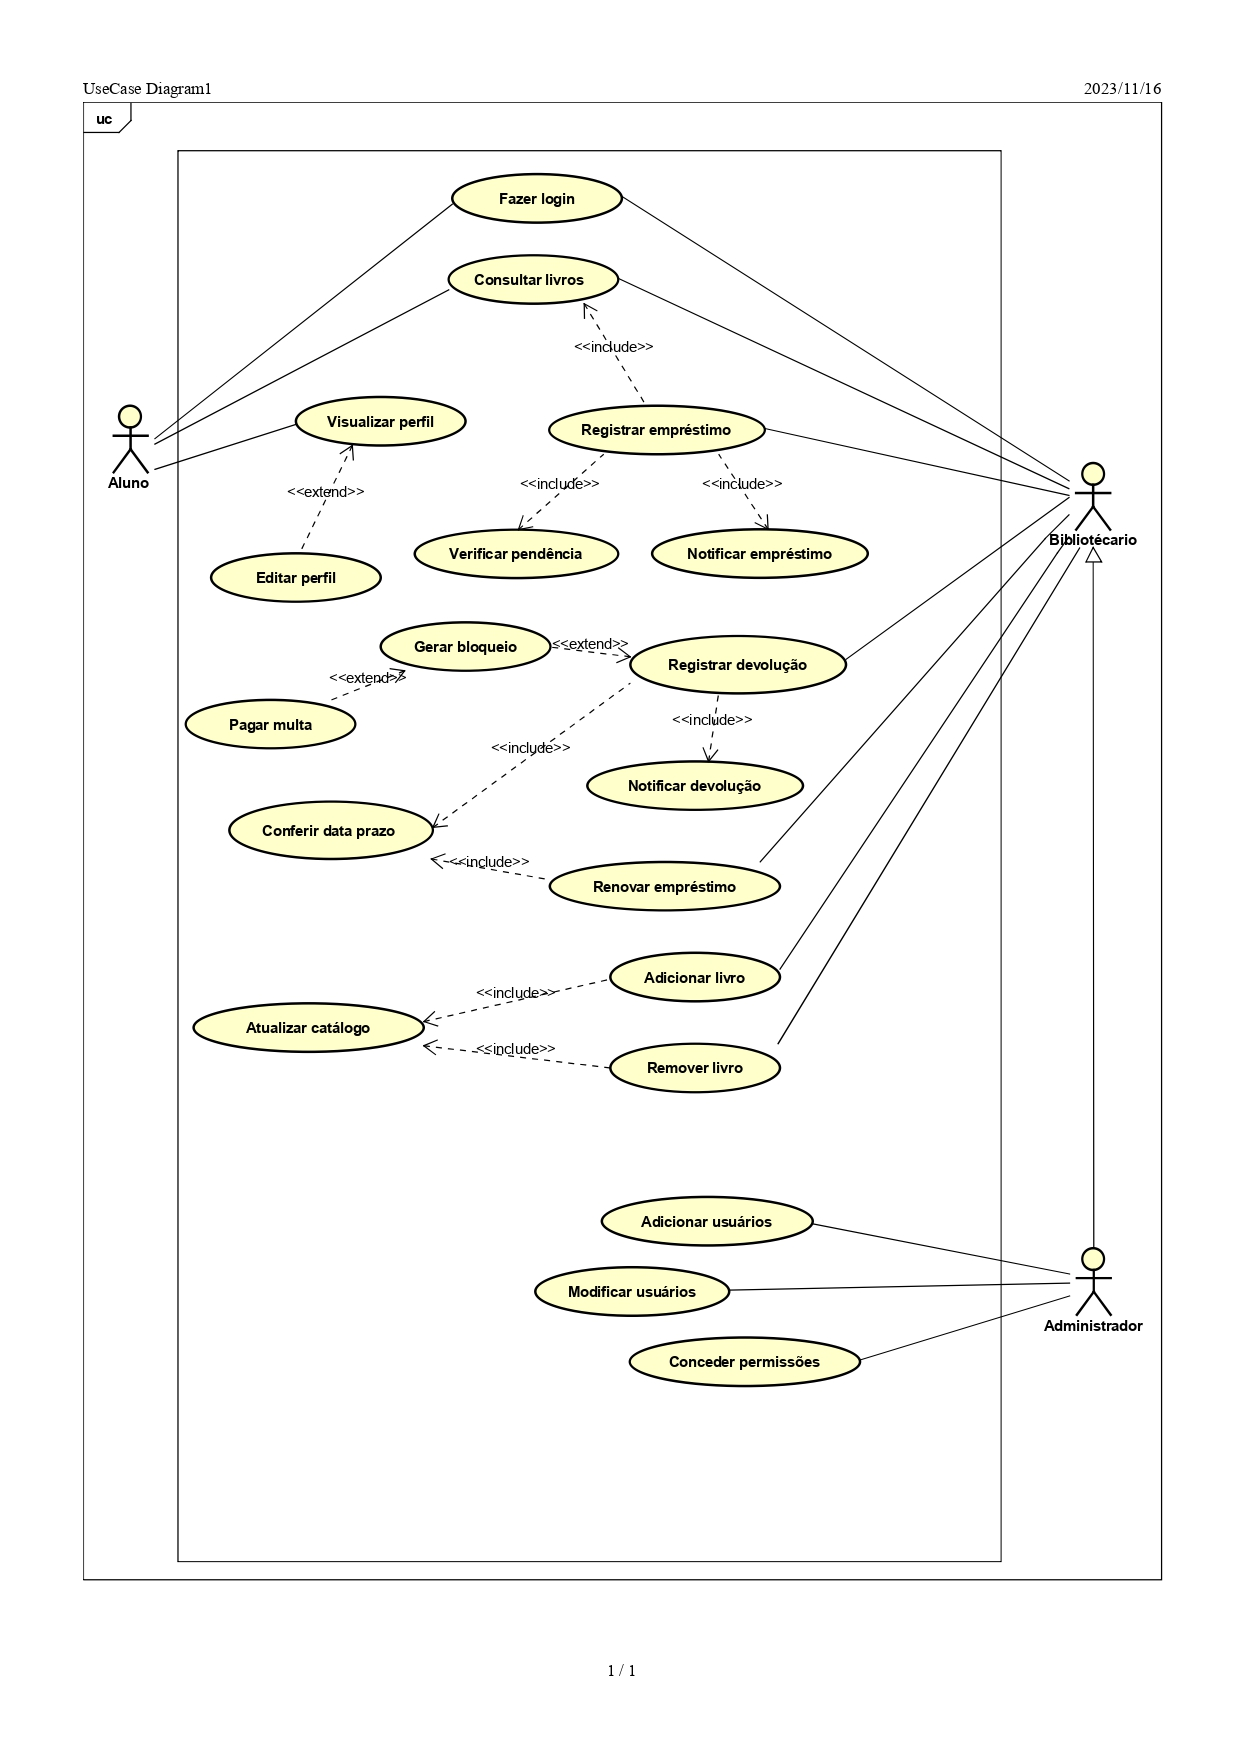 UseCase Diagram1
2023/11/16
uc
Fazer login
Consultar livros
<<include>>
Visualizar perfil
Registrar empréstimo
Aluno
<<extend>>
<<include>>
<<include>>
Bibliotécario
Verificar pendência
Notificar empréstimo
Editar perfil
Gerar bloqueio
<<extend>>
Registrar devolução
<<extend>>
Pagar multa
<<include>>
<<include>>
Notificar devolução
Conferir data prazo
<<include>>
Renovar empréstimo
Adicionar livro
<<include>>
Atualizar catálogo
<<include>>
Remover livro
Adicionar usuários
Modificar usuários
Administrador
Conceder permissões
1 / 1